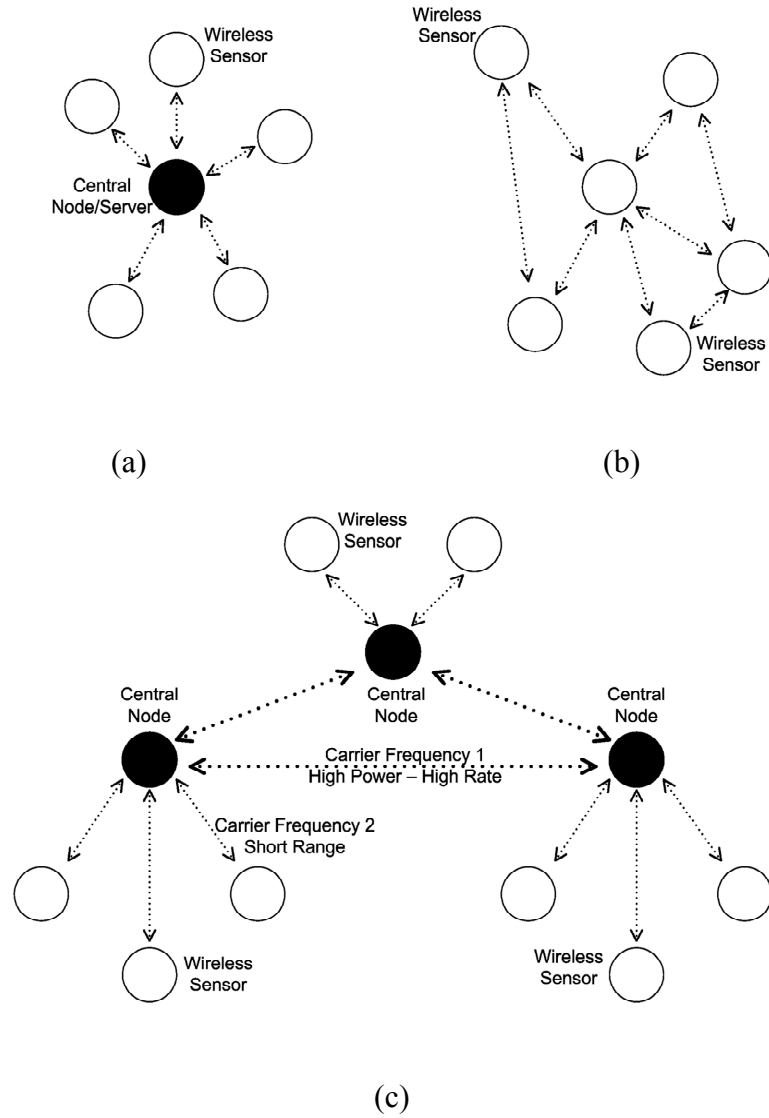 Wireless
Sensor
Central
Node/Server
(a)
Wireless
Sensor
Wireless
Sensor
(b)
Wireless
Sensor
Central
Node
Central
Node
Central
Node
Carrier Frequency 1
High Power – High Rate
Carrier Frequency 2
Short Range
Wireless
Sensor
Wireless
Sensor
(c)